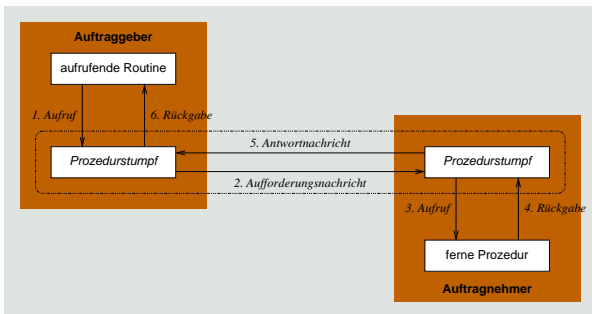 Auftraggeber
aufrufende Routine
1. Aufruf
6. Rückgabe
5. Antwortnachricht
Prozedurstumpf
Prozedurstumpf
2. Aufforderungsnachricht
3. Aufruf
4. Rückgabe
ferne Prozedur
Auftragnehmer